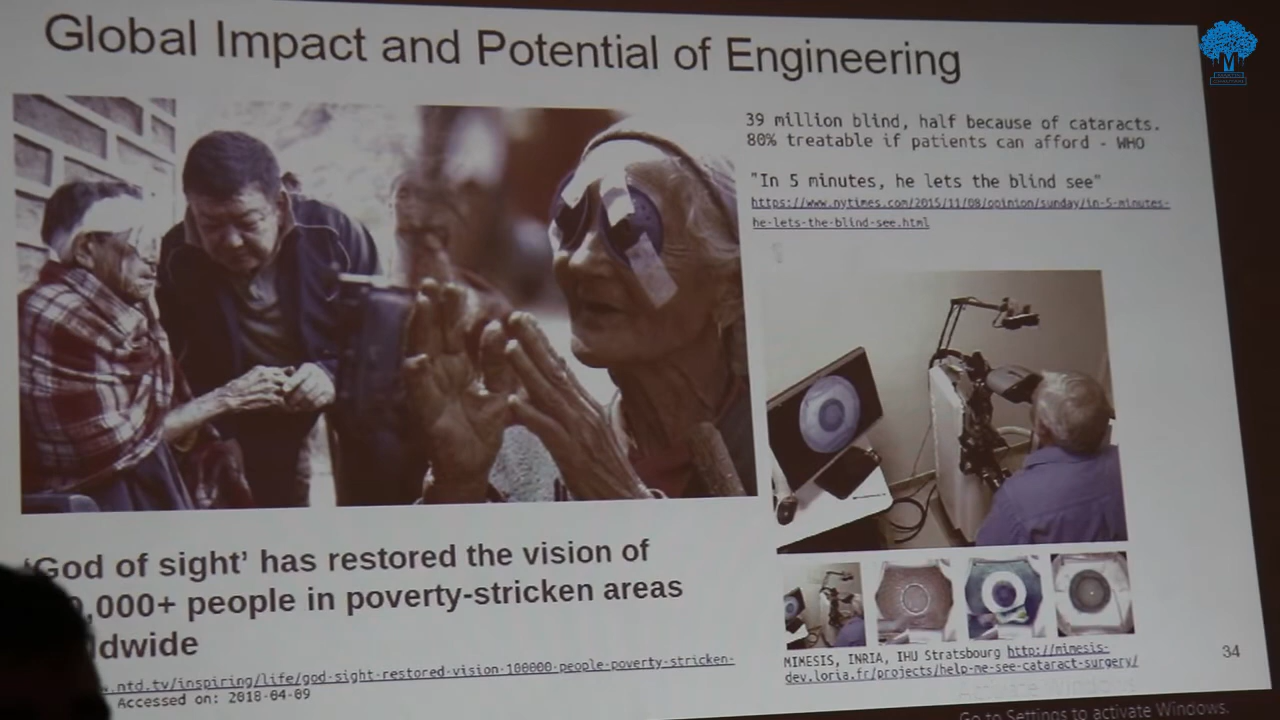 Global Impact and Potential of Engineering
39 million blind, half because of cataracts.
80% treatable if patients can afford - WHO
"In 5 minutes, he lets the blind see"
https://www.nytimes.com/2015/11/08/opinion/sunday/in-5-minutes-
he-lets-the-blind-see.html
‘God of sight’ has restored the vision of
,000+ people in poverty-stricken areas
dwide
.ntd.tv/inspiring/life/god-sight-restored-vision-100000-people-poverty-stricken-
Accessed on: 2018-04-09
MIMESIS, INRIA, IHU Stratsbourg http://mimesis-
dev.loria.fr/projects/help-me-see-cataract-surgery/
34
Activate Windows
Go to Settings to activate Windows.
M